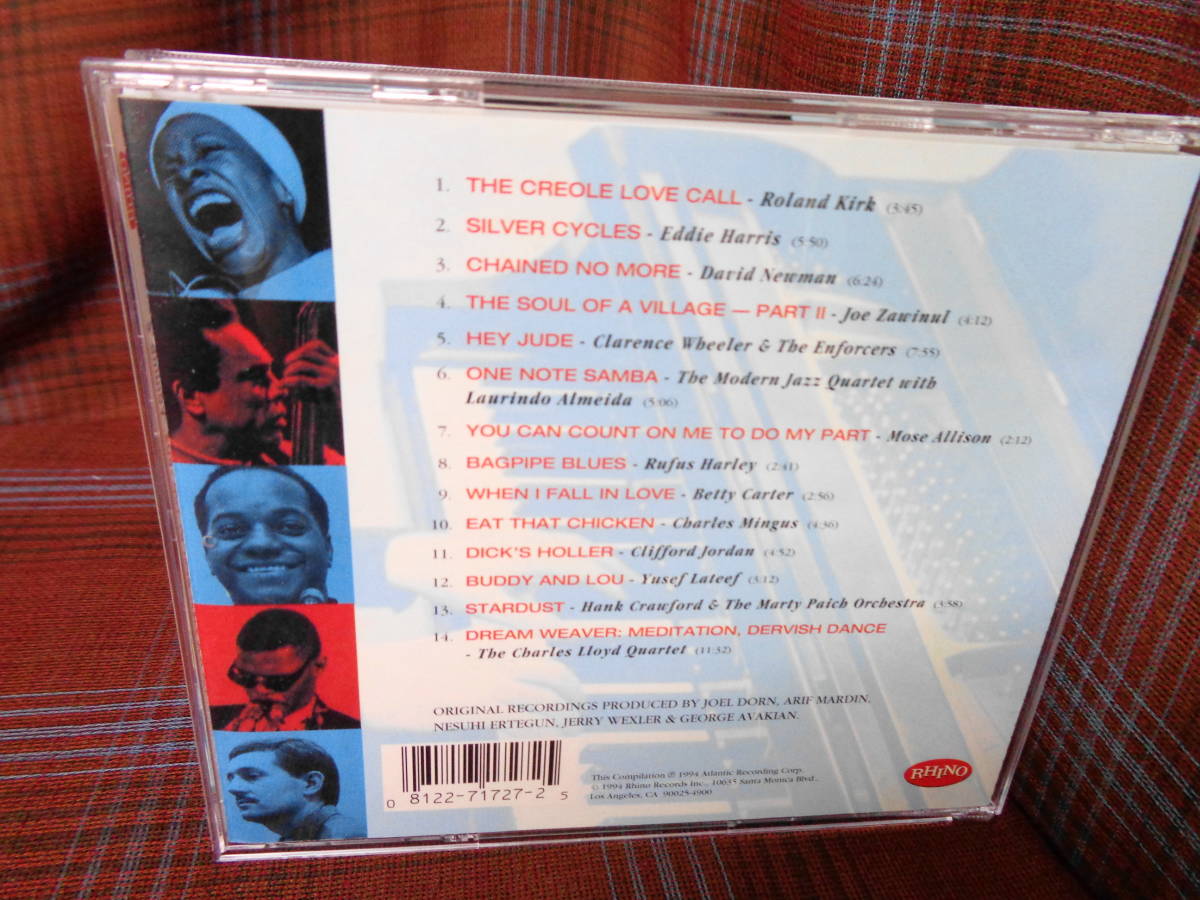 1. THE CREOLE LOVE CALL - Roland Kirk (3:45)
2. SILVER CYCLES - Eddie Harris (5:50)
3. CHAINED NO MORE - David Newman (6:24)
4. THE SOUL OF A VILLAGE — PART II - Joe Zawinul (4:12)
5. HEY JUDE - Clarence Wheeler & The Enforcers (7:55)
6. ONE NOTE SAMBA - The Modern Jazz Quartet with
Laurindo Almeida (5:06)
7. YOU CAN COUNT ON ME TO DO MY PART - Mose Allison (2:12)
8. BAGPIPE BLUES - Rufus Harley (2:41)
9. WHEN I FALL IN LOVE - Betty Carter (2:56)
10. EAT THAT CHICKEN - Charles Mingus (4:36)
11. DICK'S HOLLER - Clifford Jordan (4:52)
12. BUDDY AND LOU - Yusef Lateef (5:12)
13. STARDUST - Hank Crawford & The Marty Paich Orchestra (3:58)
14. DREAM WEAVER: MEDITATION, DERVISH DANCE
- The Charles Lloyd Quartet (11:32)
ORIGINAL RECORDINGS PRODUCED BY JOEL DORN, ARIF MARDIN,
NESUHI ERTEGUN, JERRY WEXLER & GEORGE AVAKIAN.
This Compilation ℗ 1994 Atlantic Recording Corp.
© 1994 Rhino Records Inc., 10635 Santa Monica Blvd.,
Los Angeles, CA 90025-4900
0 8122-71727-2 5
RHINO